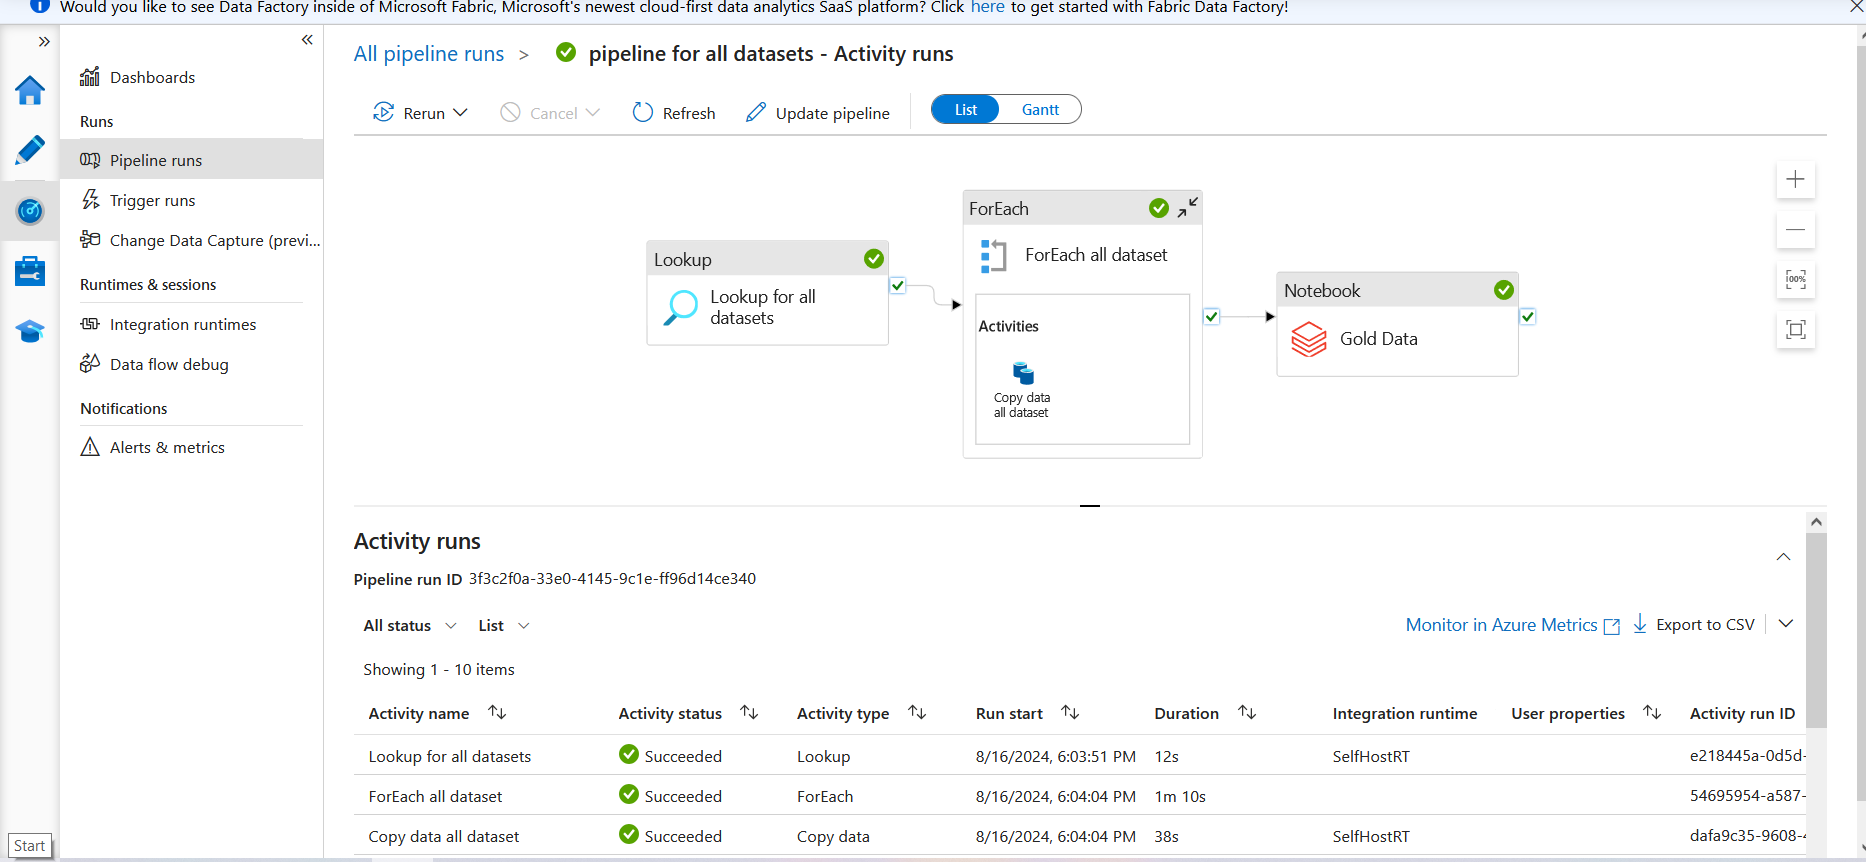 Would you like to see Data Factory inside of Microsoft Fabric, Microsoft's newest cloud-first data analytics SaaS platform? Click here to get started with Fabric Data Factory!
Dashboards
Runs
Pipeline runs
Trigger runs
Change Data Capture (previ...
Runtimes & sessions
Integration runtimes
Data flow debug
Notifications
Alerts & metrics
Start
All pipeline runs > pipeline for all datasets - Activity runs
Rerun Cancel Refresh Update pipeline List Gantt
Lookup
Lookup for all
datasets
ForEach
ForEach all dataset
Activities
Copy data
all dataset
Notebook
Gold Data
100%
Activity runs
Pipeline run ID 3f3c2f0a-33e0-4145-9c1e-ff96d14ce340
All status List
Monitor in Azure Metrics Export to CSV
Showing 1 - 10 items
Activity name Activity status Activity type Run start Duration Integration runtime User properties Activity run ID
Lookup for all datasets Succeeded Lookup 8/16/2024, 6:03:51 PM 12s SelfHostRT e218445a-0d5d-
ForEach all dataset Succeeded ForEach 8/16/2024, 6:04:04 PM 1m 10s 54695954-a587-
Copy data all dataset Succeeded Copy data 8/16/2024, 6:04:04 PM 38s SelfHostRT dafa9c35-9608-4